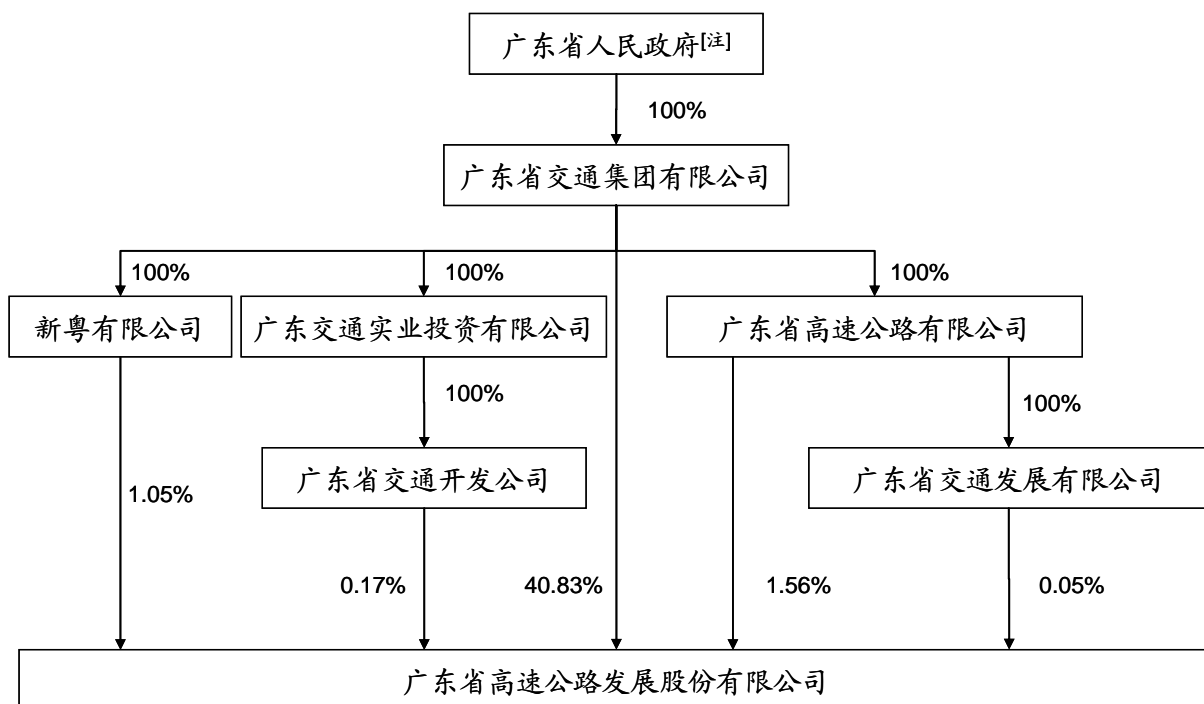 广东省人民政府[注]
100%
广东省交通集团有限公司
100%
100%
100%
新粤有限公司
广东交通实业投资有限公司
广东省高速公路有限公司
100%
100%
广东省交通开发公司
广东省交通发展有限公司
1.05%
0.17%
40.83%
1.56%
0.05%
广东省高速公路发展股份有限公司